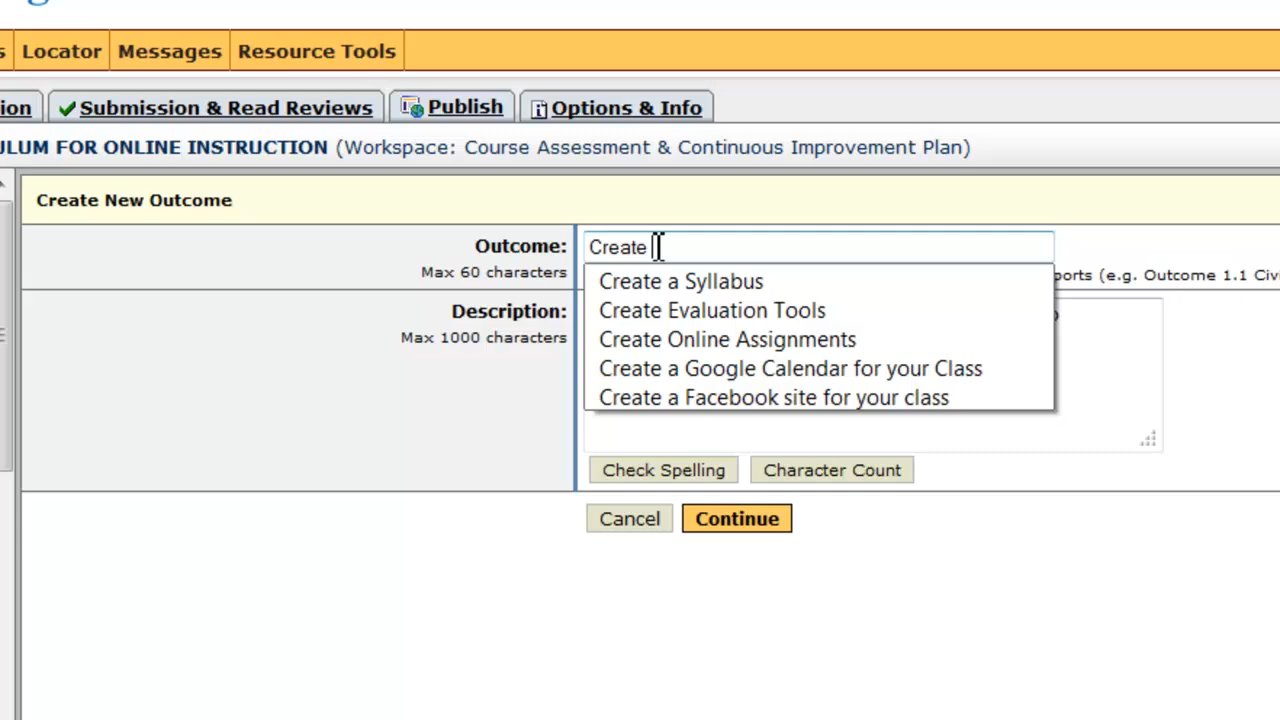 Locator Messages Resource Tools
ion Submission & Read Reviews Publish Options & Info
ULUM FOR ONLINE INSTRUCTION (Workspace: Course Assessment & Continuous Improvement Plan)
Create New Outcome
Outcome: Create
Max 60 characters
ports (e.g. Outcome 1.1 Civi
Create a Syllabus
Create Evaluation Tools
Create Online Assignments
Create a Google Calendar for your Class
Create a Facebook site for your class
Description:
Max 1000 characters
Check Spelling Character Count
Cancel Continue